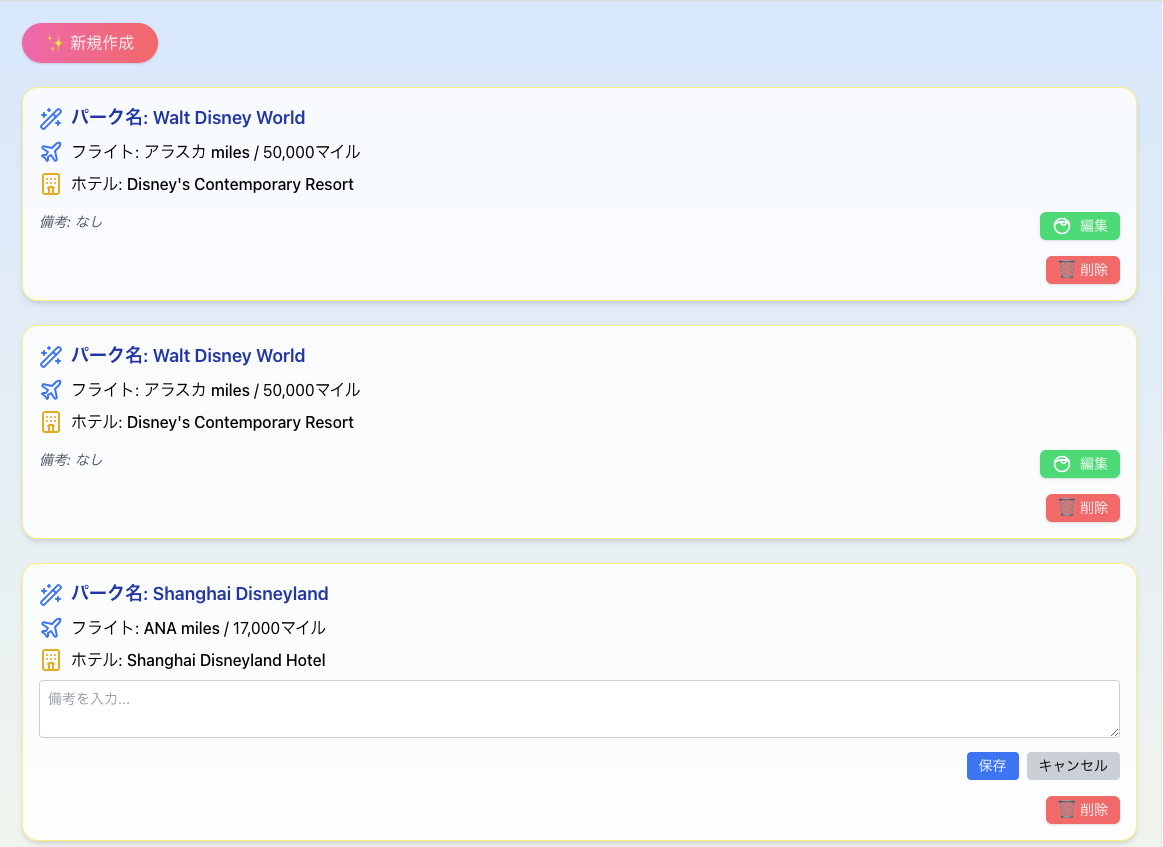 ✨ 新規作成
パーク名: Walt Disney World
フライト: アラスカ miles / 50,000マイル
ホテル: Disney's Contemporary Resort
備考: なし
編集
削除
パーク名: Walt Disney World
フライト: アラスカ miles / 50,000マイル
ホテル: Disney's Contemporary Resort
備考: なし
編集
削除
パーク名: Shanghai Disneyland
フライト: ANA miles / 17,000マイル
ホテル: Shanghai Disneyland Hotel
備考を入力...
保存 キャンセル
削除